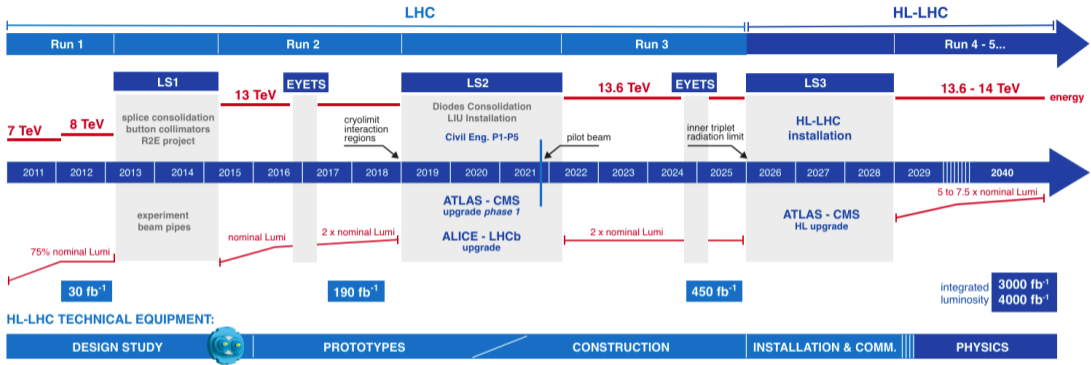 LHC
HL-LHC
Run 1
Run 2
Run 3
Run 4 - 5...
LS1
EYETS
LS2
EYETS
LS3
7 TeV
8 TeV
13 TeV
13.6 TeV
13.6 - 14 TeV
energy
splice consolidation
button collimators
R2E project
cryolimit
interaction
regions
Diodes Consolidation
LIU Installation
Civil Eng. P1-P5
pilot beam
inner triplet
radiation limit
HL-LHC
installation
2011
2012
2013
2014
2015
2016
2017
2018
2019
2020
2021
2022
2023
2024
2025
2026
2027
2028
2029
2040
experiment
beam pipes
75% nominal Lumi
nominal Lumi
2 x nominal Lumi
ATLAS - CMS
upgrade phase 1
ALICE - LHCb
upgrade
2 x nominal Lumi
ATLAS - CMS
HL upgrade
5 to 7.5 x nominal Lumi
30 fb⁻¹
190 fb⁻¹
450 fb⁻¹
integrated
luminosity
3000 fb⁻¹
4000 fb⁻¹
HL-LHC TECHNICAL EQUIPMENT:
DESIGN STUDY
PROTOTYPES
CONSTRUCTION
INSTALLATION & COMM.
PHYSICS